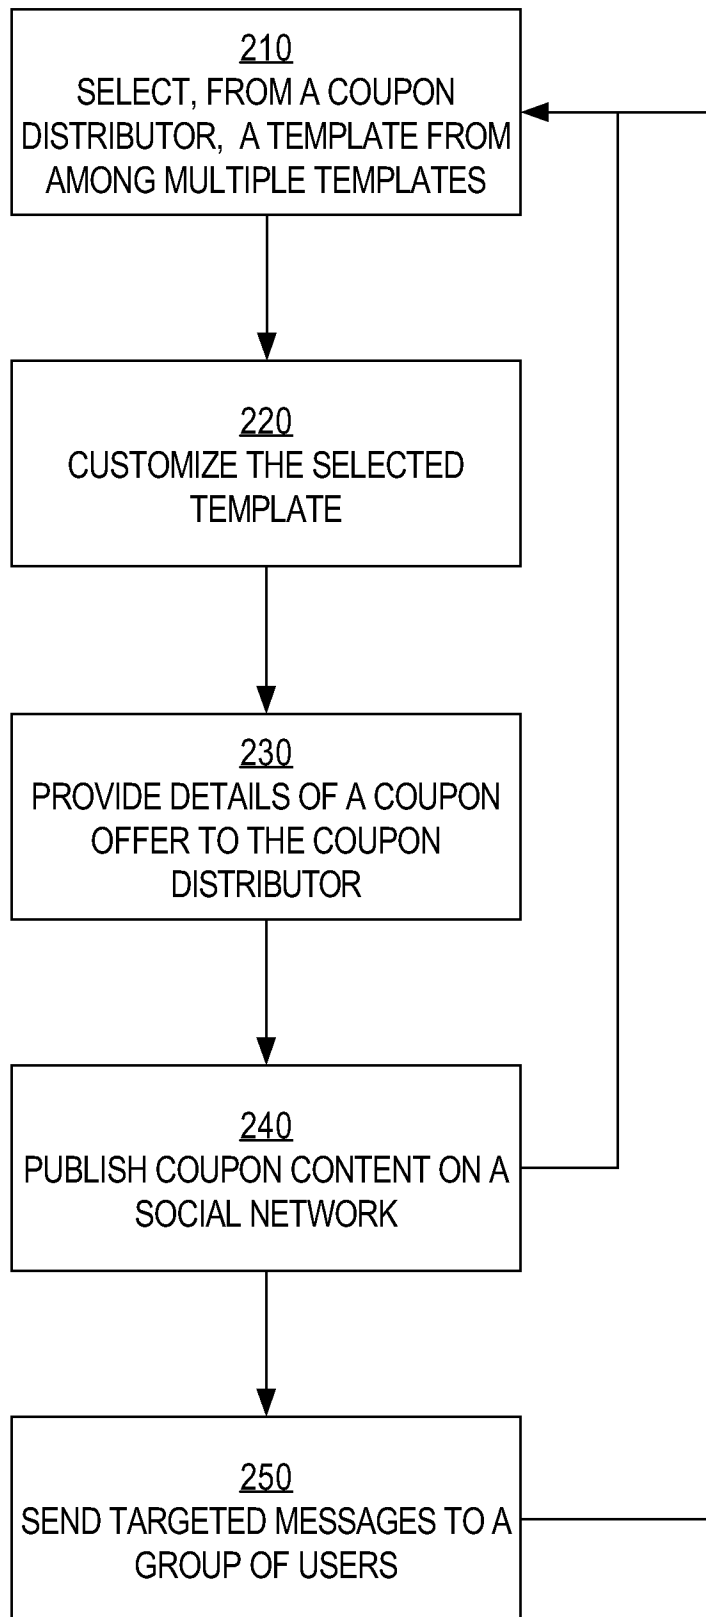 210
SELECT, FROM A COUPON
DISTRIBUTOR, A TEMPLATE FROM
AMONG MULTIPLE TEMPLATES
220
CUSTOMIZE THE SELECTED
TEMPLATE
230
PROVIDE DETAILS OF A COUPON
OFFER TO THE COUPON
DISTRIBUTOR
240
PUBLISH COUPON CONTENT ON A
SOCIAL NETWORK
250
SEND TARGETED MESSAGES TO A
GROUP OF USERS